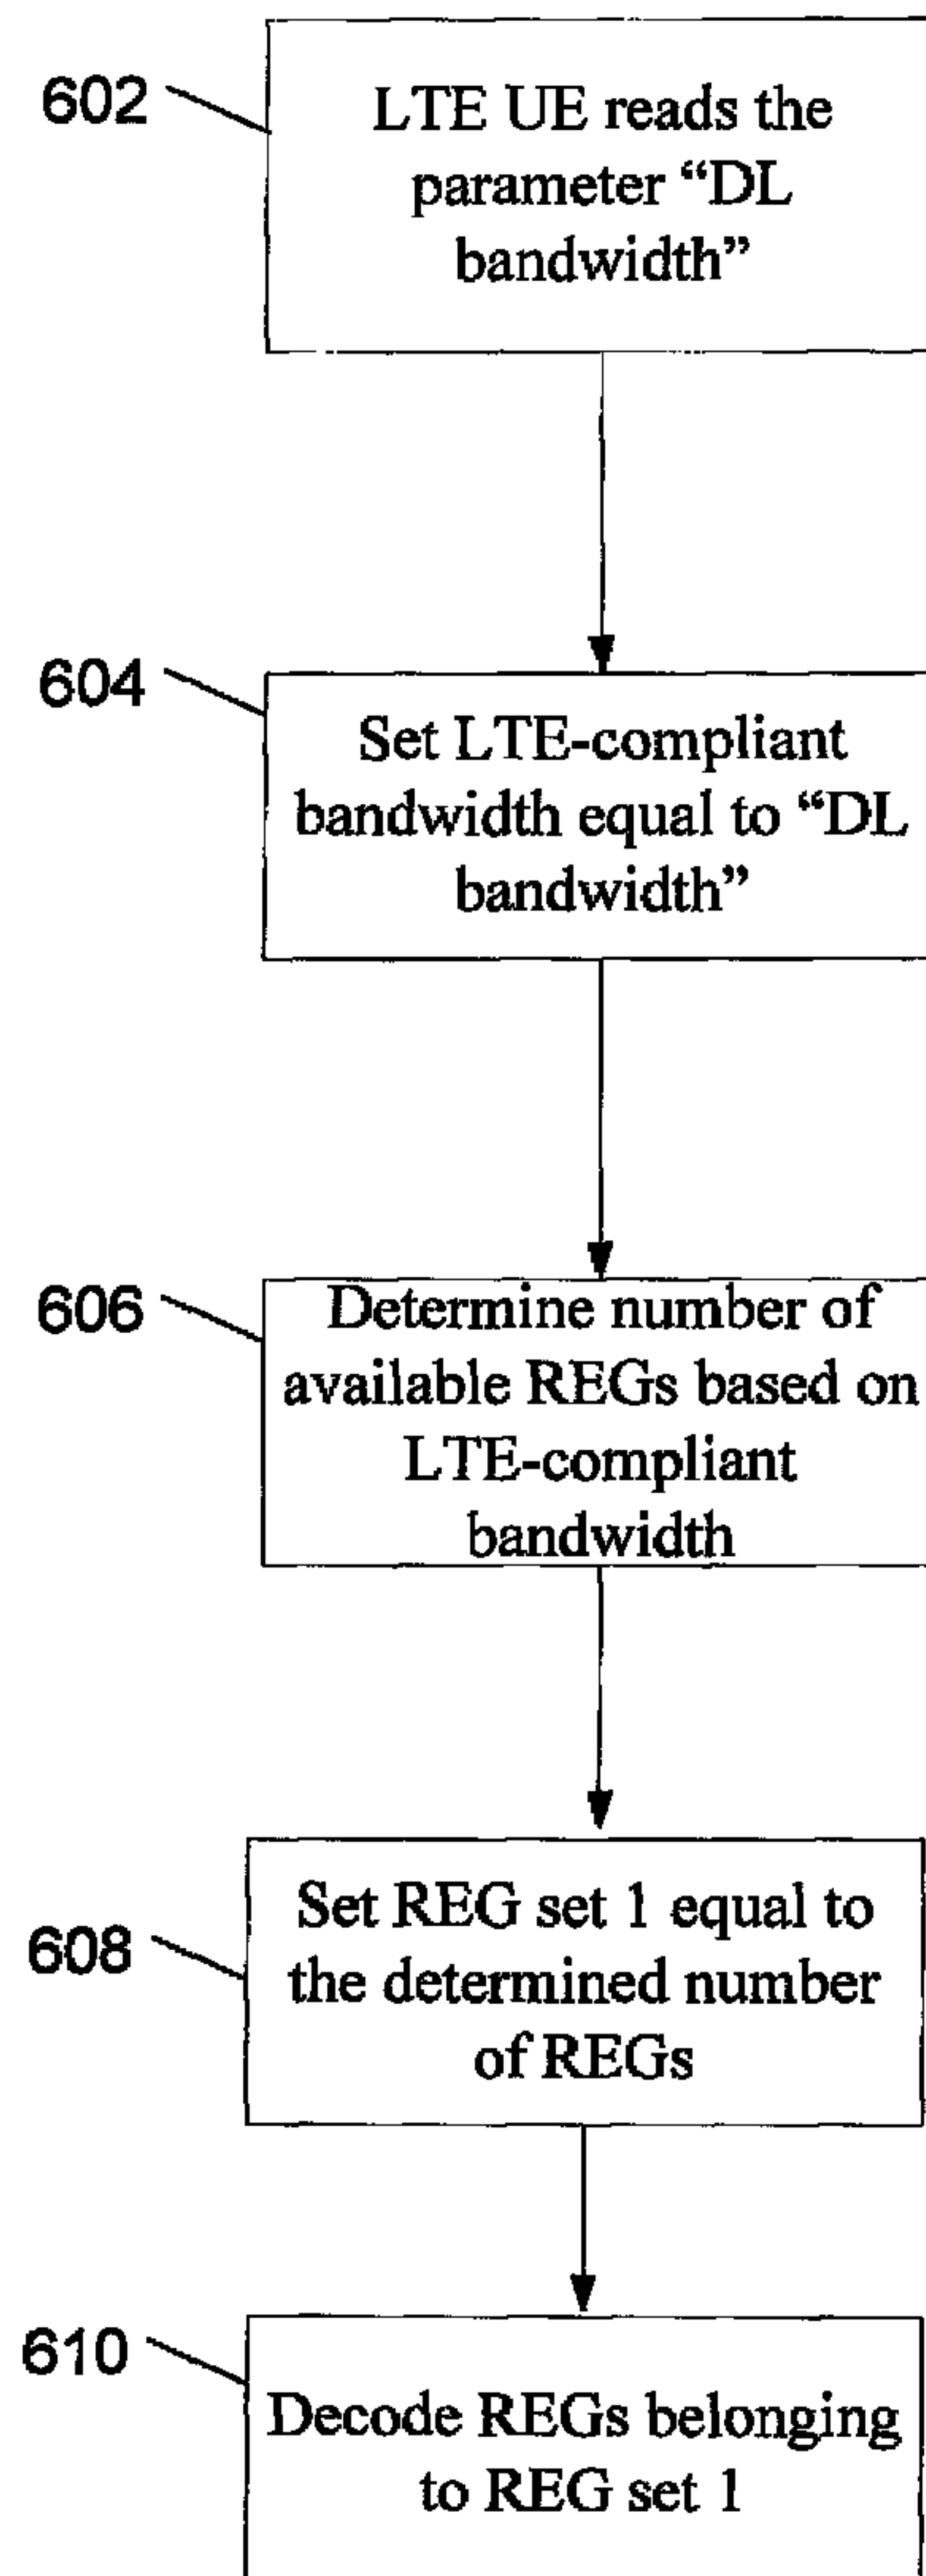 602
LTE UE reads the
parameter “DL
bandwidth”
604
Set LTE-compliant
bandwidth equal to “DL
bandwidth”
606
Determine number of
available REGs based on
LTE-compliant
bandwidth
608
Set REG set 1 equal to
the determined number
of REGs
610
Decode REGs belonging
to REG set 1